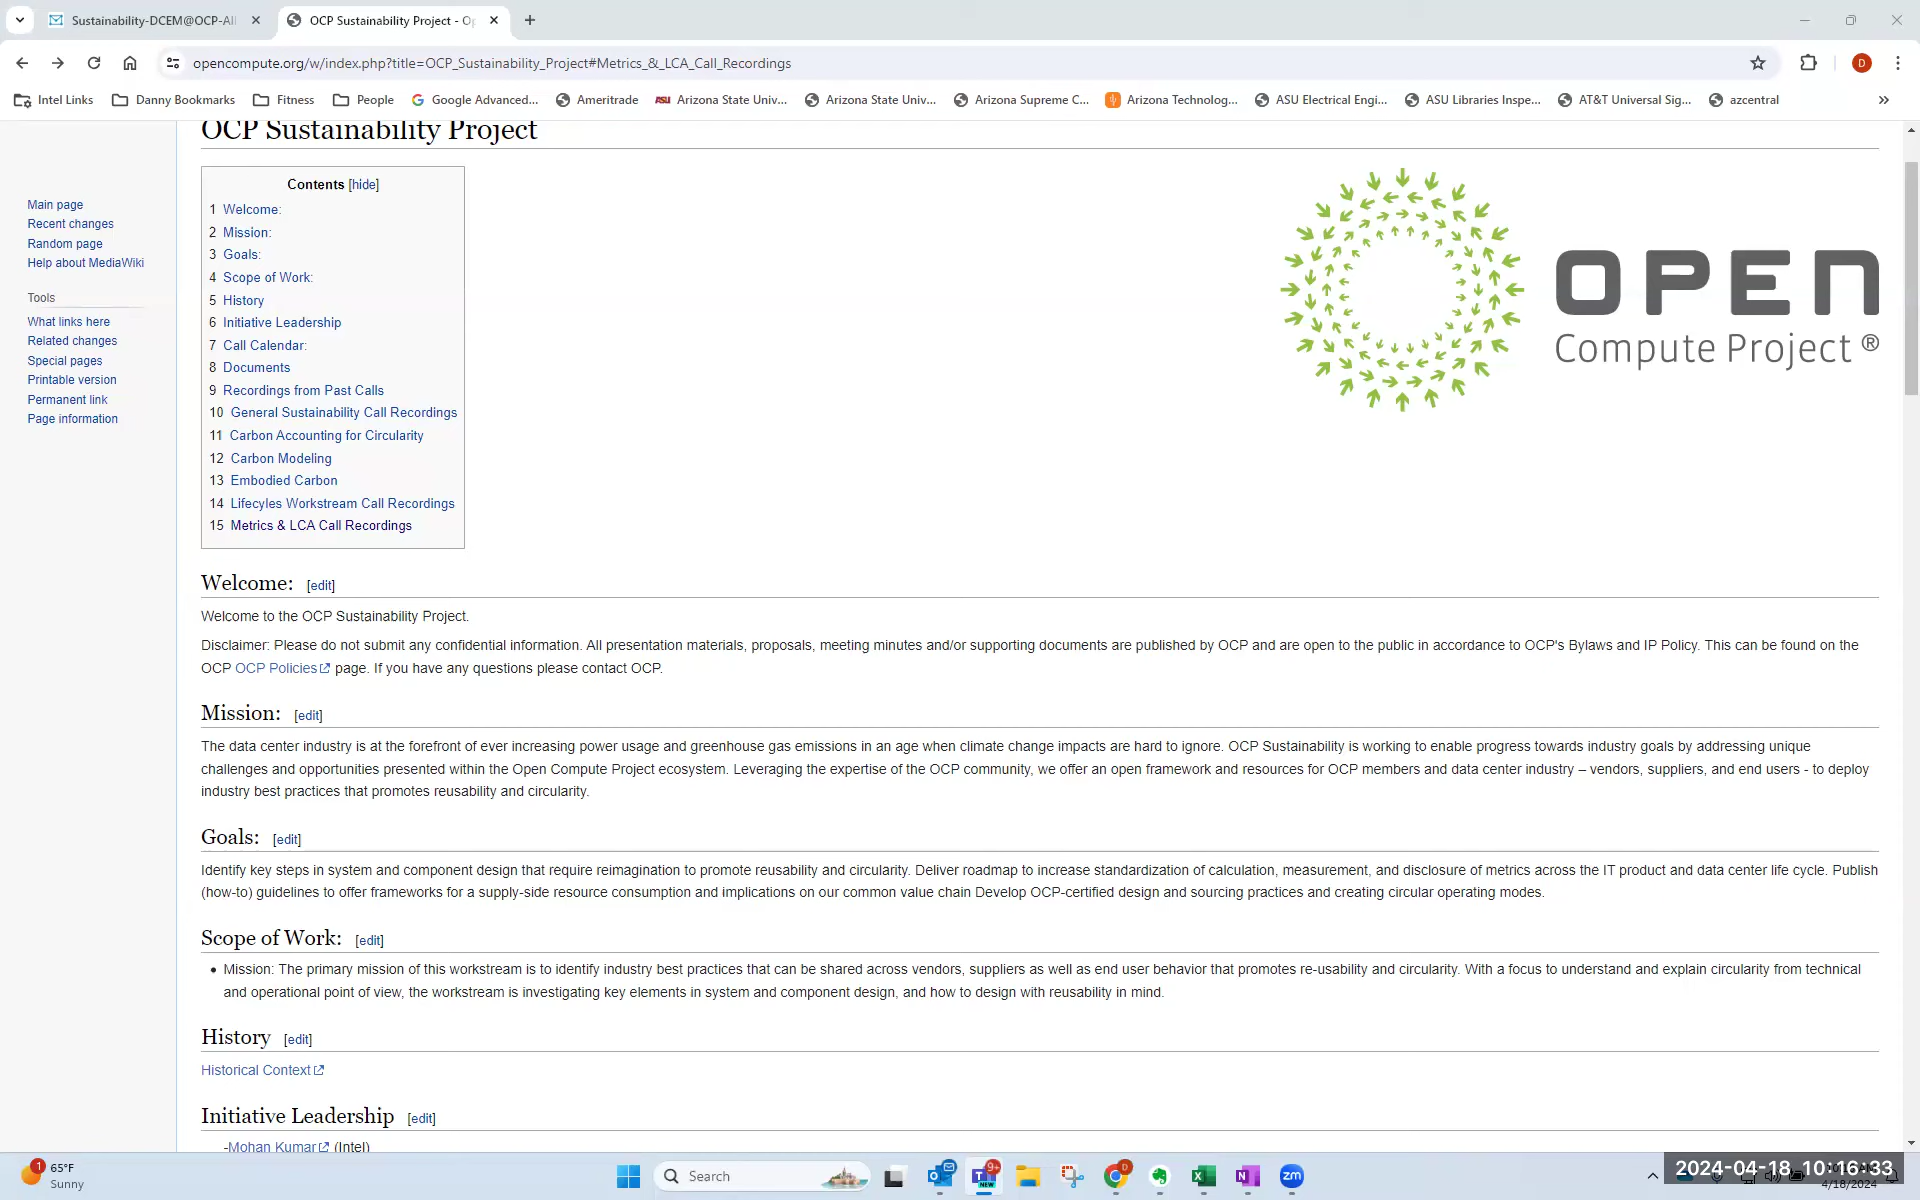 Sustainability-DCEM@OCP-All
OCP Sustainability Project - Op
opencompute.org/w/index.php?title=OCP_Sustainability_Project#Metrics_&_LCA_Call_Recordings
D
Intel Links
Danny Bookmarks
Fitness
People
Google Advanced...
Ameritrade
ASU Arizona State Univ...
Arizona State Univ...
Arizona Supreme C...
Arizona Technolog...
ASU Electrical Engi...
ASU Libraries Inspe...
AT&T Universal Sig...
azcentral
Main page
Recent changes
Random page
Help about MediaWiki
Tools
What links here
Related changes
Special pages
Printable version
Permanent link
Page information
OCP Sustainability Project
Contents [hide]
1 Welcome:
2 Mission:
3 Goals:
4 Scope of Work:
5 History
6 Initiative Leadership
7 Call Calendar:
8 Documents
9 Recordings from Past Calls
10 General Sustainability Call Recordings
11 Carbon Accounting for Circularity
12 Carbon Modeling
13 Embodied Carbon
14 Lifecyles Workstream Call Recordings
15 Metrics & LCA Call Recordings
OPEN
Compute Project ®
Welcome: [edit]
Welcome to the OCP Sustainability Project.
Disclaimer: Please do not submit any confidential information. All presentation materials, proposals, meeting minutes and/or supporting documents are published by OCP and are open to the public in accordance to OCP's Bylaws and IP Policy. This can be found on the
OCP OCP Policies page. If you have any questions please contact OCP.
Mission: [edit]
The data center industry is at the forefront of ever increasing power usage and greenhouse gas emissions in an age when climate change impacts are hard to ignore. OCP Sustainability is working to enable progress towards industry goals by addressing unique
challenges and opportunities presented within the Open Compute Project ecosystem. Leveraging the expertise of the OCP community, we offer an open framework and resources for OCP members and data center industry – vendors, suppliers, and end users - to deploy
industry best practices that promotes reusability and circularity.
Goals: [edit]
Identify key steps in system and component design that require reimagination to promote reusability and circularity. Deliver roadmap to increase standardization of calculation, measurement, and disclosure of metrics across the IT product and data center life cycle. Publish
(how-to) guidelines to offer frameworks for a supply-side resource consumption and implications on our common value chain Develop OCP-certified design and sourcing practices and creating circular operating modes.
Scope of Work: [edit]
• Mission: The primary mission of this workstream is to identify industry best practices that can be shared across vendors, suppliers as well as end user behavior that promotes re-usability and circularity. With a focus to understand and explain circularity from technical
and operational point of view, the workstream is investigating key elements in system and component design, and how to design with reusability in mind.
History [edit]
Historical Context
Initiative Leadership [edit]
-Mohan Kumar (Intel)
1
65°F
Sunny
Search
9+
NEW
D
zm
2024-04-18 10:16:33
4/18/2024